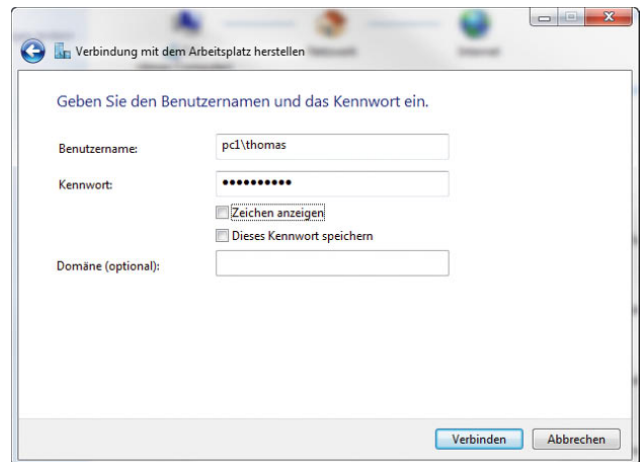 Verbindung mit dem Arbeitsplatz herstellen
Geben Sie den Benutzernamen und das Kennwort ein.
Benutzername: pc1\thomas
Kennwort: ••••••••••
Zeichen anzeigen
Dieses Kennwort speichern
Domäne (optional):
Verbinden Abbrechen